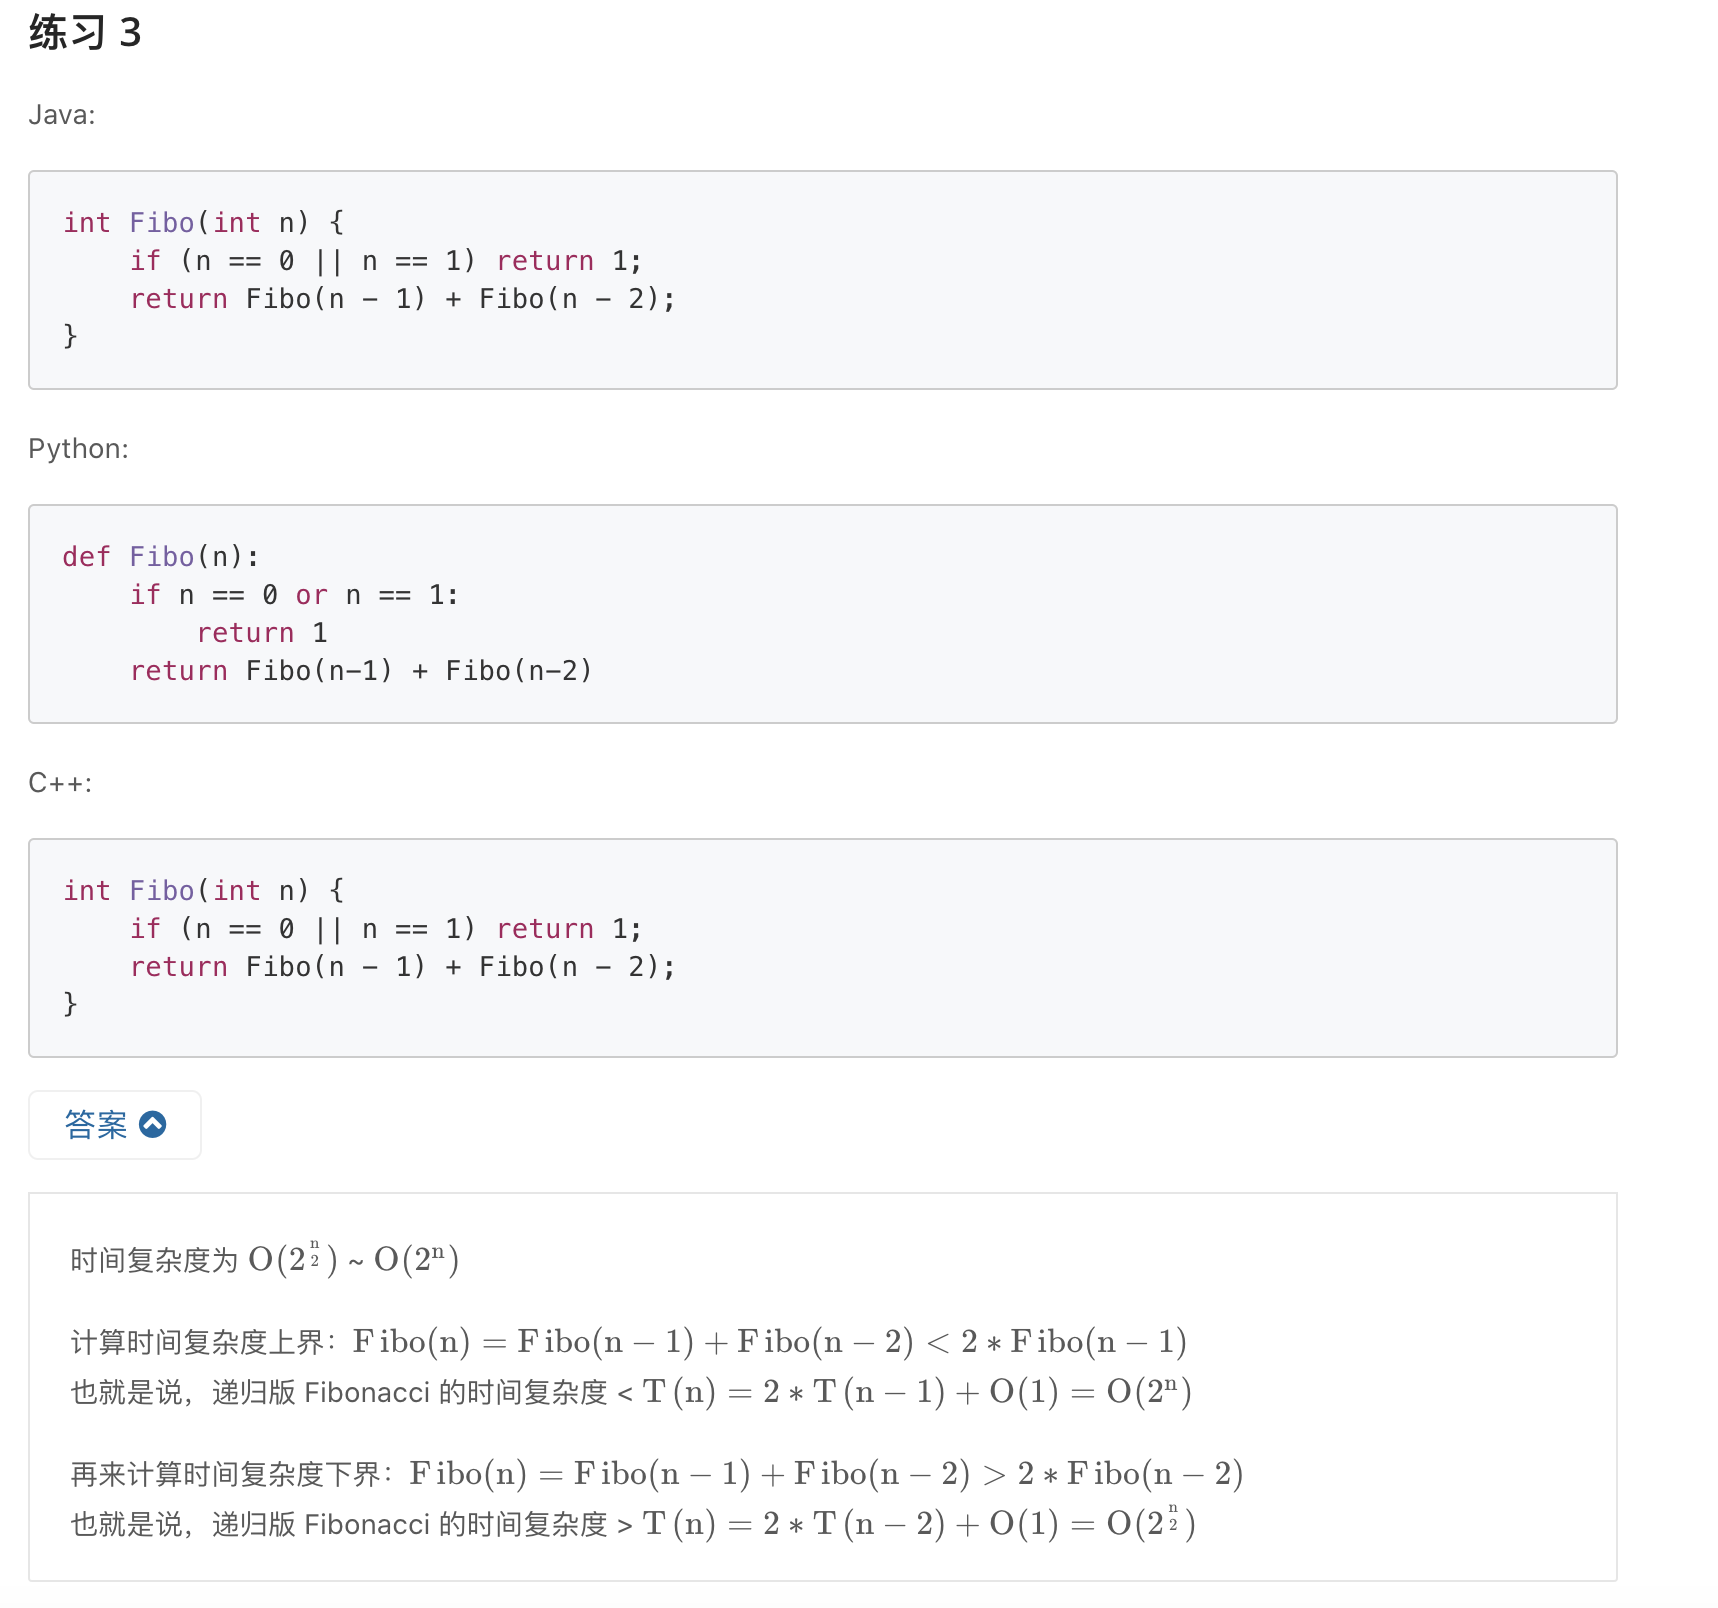 练习 3
Java:
int Fibo(int n) {
    if (n == 0 || n == 1) return 1;
    return Fibo(n - 1) + Fibo(n - 2);
}
Python:
def Fibo(n):
    if n == 0 or n == 1:
        return 1
    return Fibo(n-1) + Fibo(n-2)
C++:
int Fibo(int n) {
    if (n == 0 || n == 1) return 1;
    return Fibo(n - 1) + Fibo(n - 2);
}
答案
时间复杂度为 O(2^{\frac{n}{2}}) ~ O(2^n)
计算时间复杂度上界：Fibo(n) = Fibo(n − 1) + Fibo(n − 2) < 2 ∗ Fibo(n − 1)
也就是说，递归版 Fibonacci 的时间复杂度 < T(n) = 2 ∗ T(n − 1) + O(1) = O(2^n)
再来计算时间复杂度下界：Fibo(n) = Fibo(n − 1) + Fibo(n − 2) > 2 ∗ Fibo(n − 2)
也就是说，递归版 Fibonacci 的时间复杂度 > T(n) = 2 ∗ T(n − 2) + O(1) = O(2^{\frac{n}{2}})